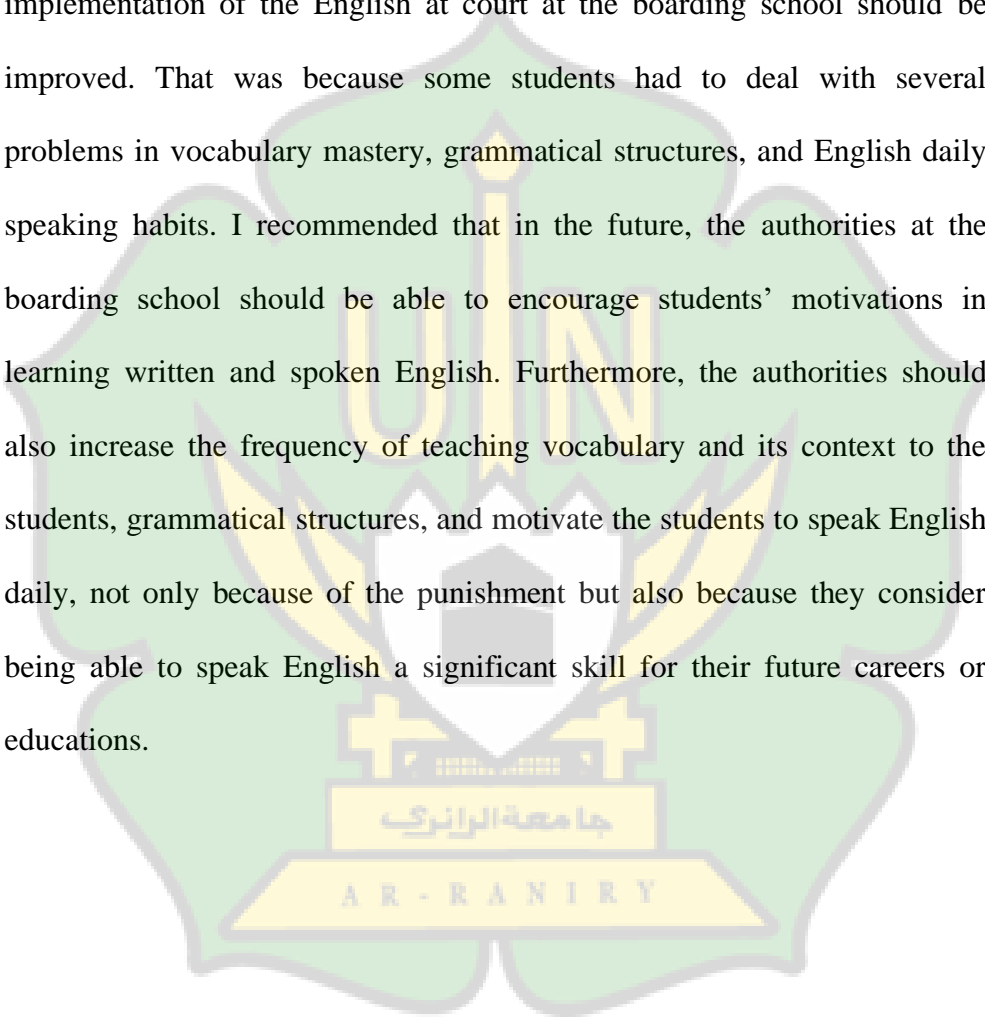 implementation of the English at court at the boarding school should be
improved. That was because some students had to deal with several
problems in vocabulary mastery, grammatical structures, and English daily
speaking habits. I recommended that in the future, the authorities at the
boarding school should be able to encourage students’ motivations in
learning written and spoken English. Furthermore, the authorities should
also increase the frequency of teaching vocabulary and its context to the
students, grammatical structures, and motivate the students to speak English
daily, not only because of the punishment but also because they consider
being able to speak English a significant skill for their future careers or
educations.
UIN
جامعة الرانري
AR-RANIRY